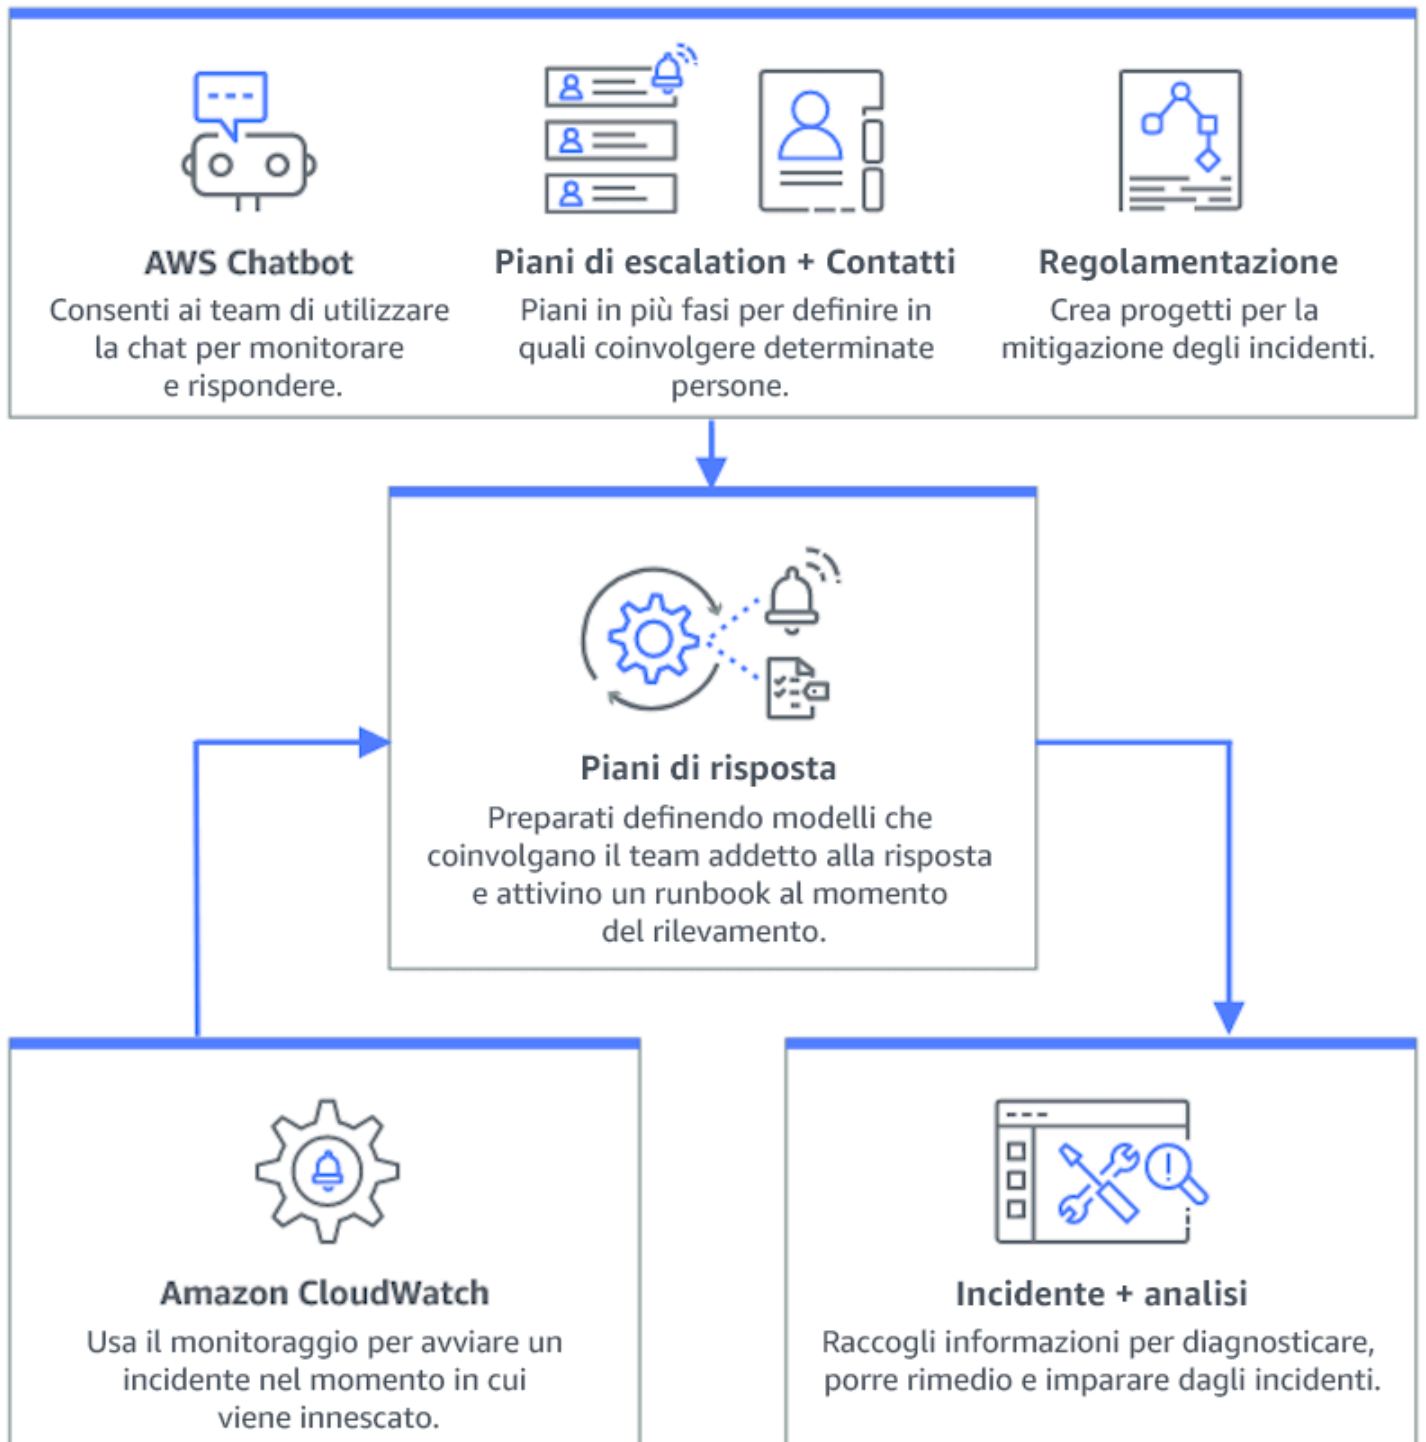 AWS Chatbot
Consenti ai team di utilizzare
la chat per monitorare
e rispondere.
Piani di escalation + Contatti
Piani in più fasi per definire in
quali coinvolgere determinate
persone.
Regolamentazione
Crea progetti per la
mitigazione degli incidenti.
Piani di risposta
Preparati definendo modelli che
coinvolgano il team addetto alla risposta
e attivino un runbook al momento
del rilevamento.
Amazon CloudWatch
Usa il monitoraggio per avviare un
incidente nel momento in cui
viene innescato.
Incidente + analisi
Raccogli informazioni per diagnosticare,
porre rimedio e imparare dagli incidenti.